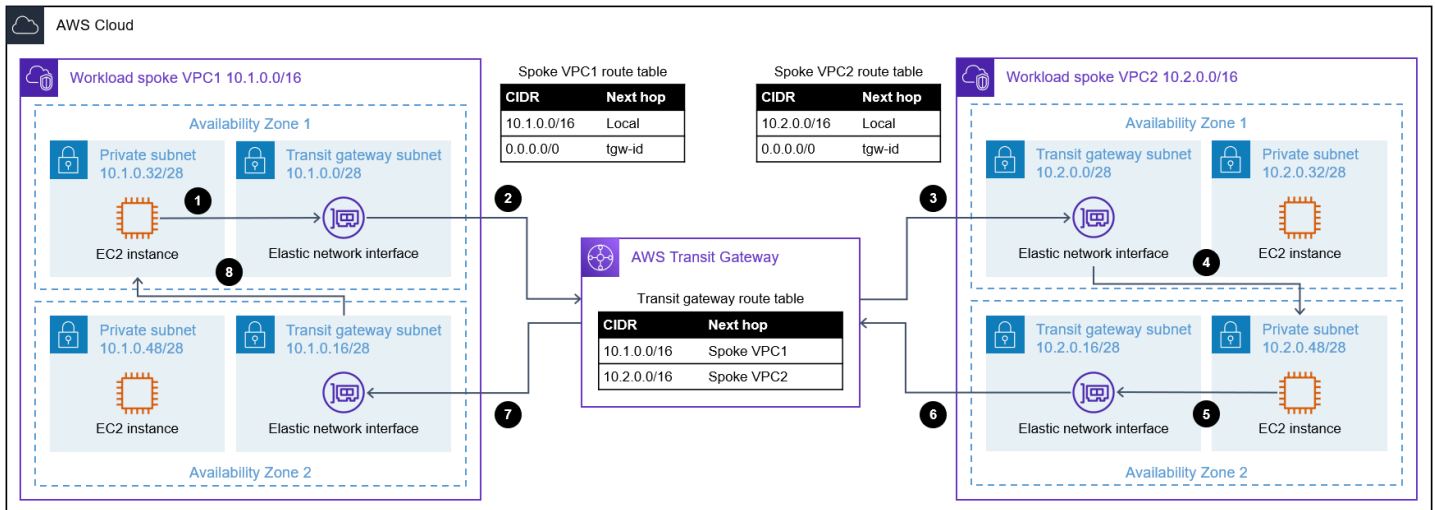 AWS Cloud
Workload spoke VPC1 10.1.0.0/16
Availability Zone 1
Private subnet
10.1.0.32/28
EC2 instance
Transit gateway subnet
10.1.0.0/28
Elastic network interface
1
8
Private subnet
10.1.0.48/28
EC2 instance
Transit gateway subnet
10.1.0.16/28
Elastic network interface
Availability Zone 2
Spoke VPC1 route table
CIDR Next hop
10.1.0.0/16 Local
0.0.0.0/0 tgw-id
Spoke VPC2 route table
CIDR Next hop
10.2.0.0/16 Local
0.0.0.0/0 tgw-id
2
3
AWS Transit Gateway
Transit gateway route table
CIDR Next hop
10.1.0.0/16 Spoke VPC1
10.2.0.0/16 Spoke VPC2
7
6
Workload spoke VPC2 10.2.0.0/16
Availability Zone 1
Transit gateway subnet
10.2.0.0/28
Elastic network interface
Private subnet
10.2.0.32/28
EC2 instance
4
Transit gateway subnet
10.2.0.16/28
Elastic network interface
Private subnet
10.2.0.48/28
EC2 instance
5
Availability Zone 2